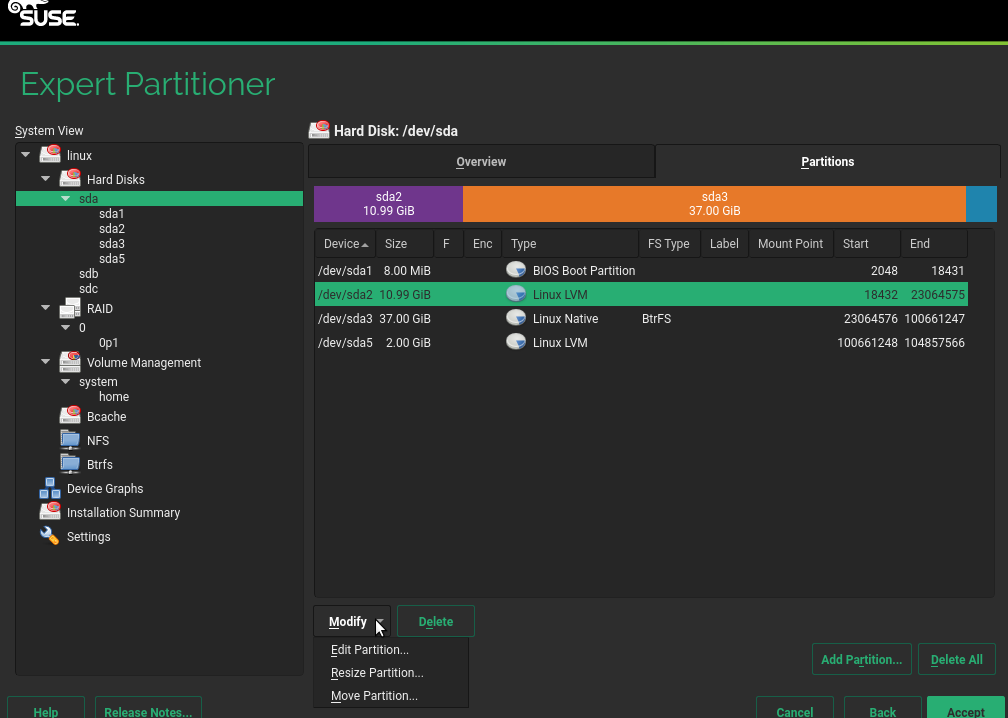 SUSE.
Expert Partitioner
System View
linux
Hard Disks
sda
sda1
sda2
sda3
sda5
sdb
sdc
RAID
0
0p1
Volume Management
system
home
Bcache
NFS
Btrfs
Device Graphs
Installation Summary
Settings
Hard Disk: /dev/sda
Overview Partitions
sda2 sda3
10.99 GiB 37.00 GiB
Device Size F Enc Type FS Type Label Mount Point Start End
/dev/sda1 8.00 MiB BIOS Boot Partition 2048 18431
/dev/sda2 10.99 GiB Linux LVM 18432 23064575
/dev/sda3 37.00 GiB Linux Native BtrFS 23064576 100661247
/dev/sda5 2.00 GiB Linux LVM 100661248 104857566
Modify Delete
Edit Partition...
Resize Partition...
Move Partition...
Add Partition... Delete All
Help Release Notes... Cancel Back Accept